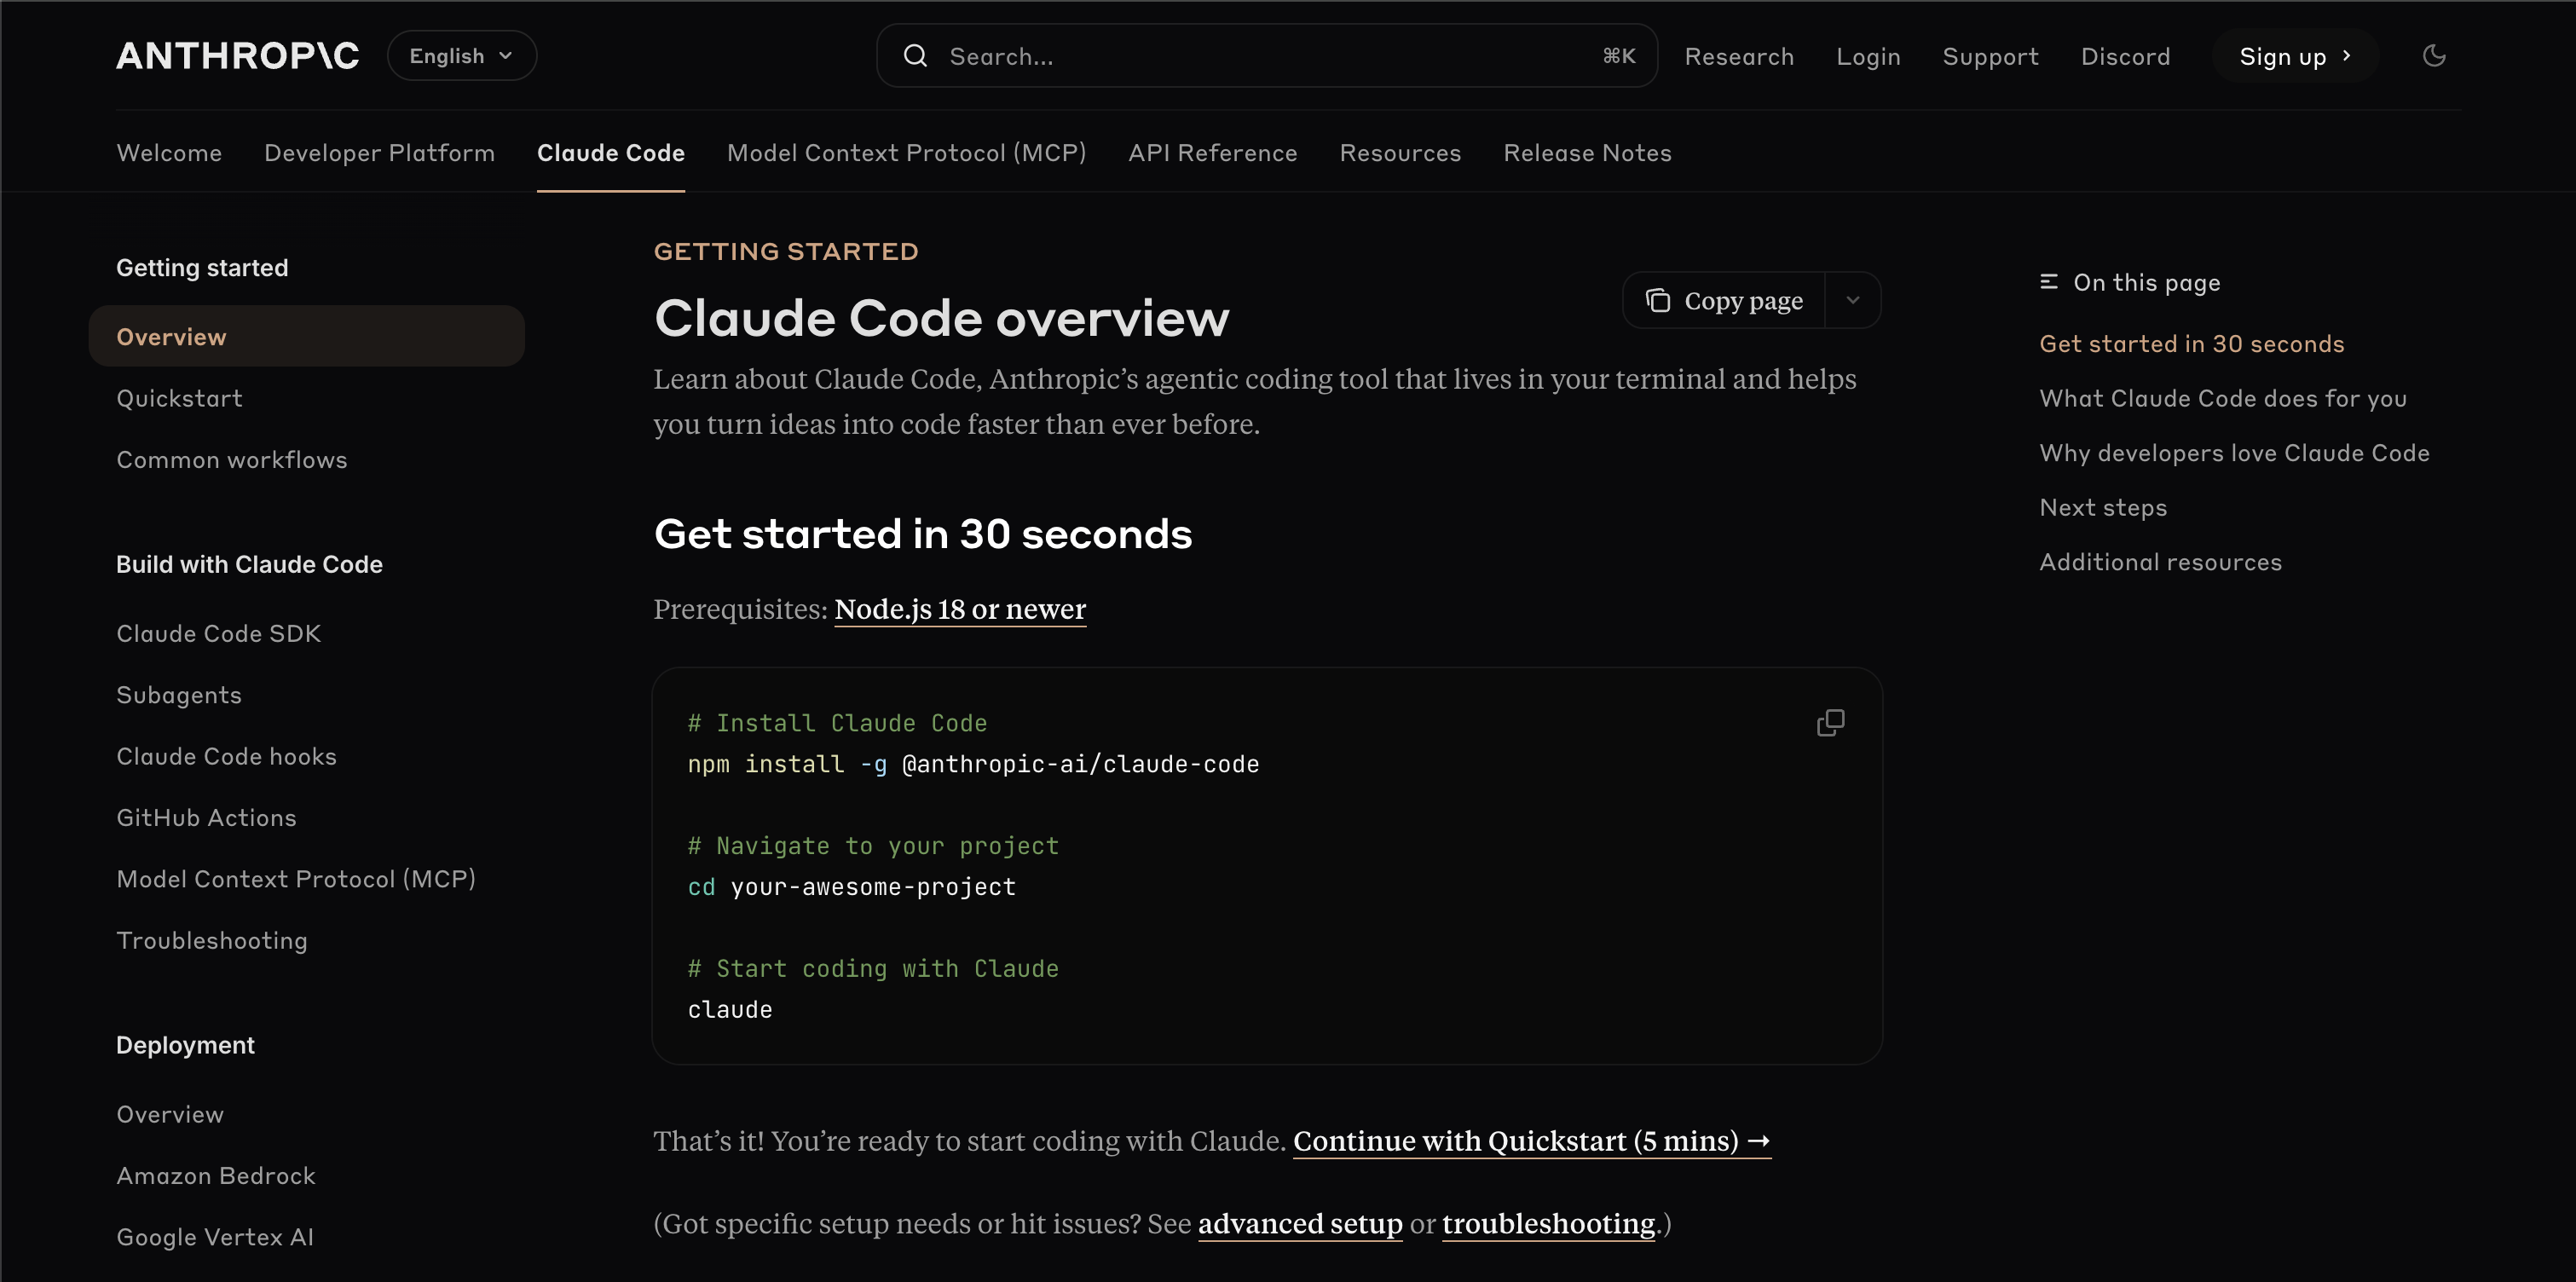 ANTHROP\C
English
Search...
⌘K
Research
Login
Support
Discord
Sign up
Welcome
Developer Platform
Claude Code
Model Context Protocol (MCP)
API Reference
Resources
Release Notes
Getting started
Overview
Quickstart
Common workflows
Build with Claude Code
Claude Code SDK
Subagents
Claude Code hooks
GitHub Actions
Model Context Protocol (MCP)
Troubleshooting
Deployment
Overview
Amazon Bedrock
Google Vertex AI
GETTING STARTED
Claude Code overview
Copy page
Learn about Claude Code, Anthropic’s agentic coding tool that lives in your terminal and helps
you turn ideas into code faster than ever before.
Get started in 30 seconds
Prerequisites: Node.js 18 or newer
# Install Claude Code
npm install -g @anthropic-ai/claude-code
# Navigate to your project
cd your-awesome-project
# Start coding with Claude
claude
That’s it! You’re ready to start coding with Claude. Continue with Quickstart (5 mins) →
(Got specific setup needs or hit issues? See advanced setup or troubleshooting.)
On this page
Get started in 30 seconds
What Claude Code does for you
Why developers love Claude Code
Next steps
Additional resources